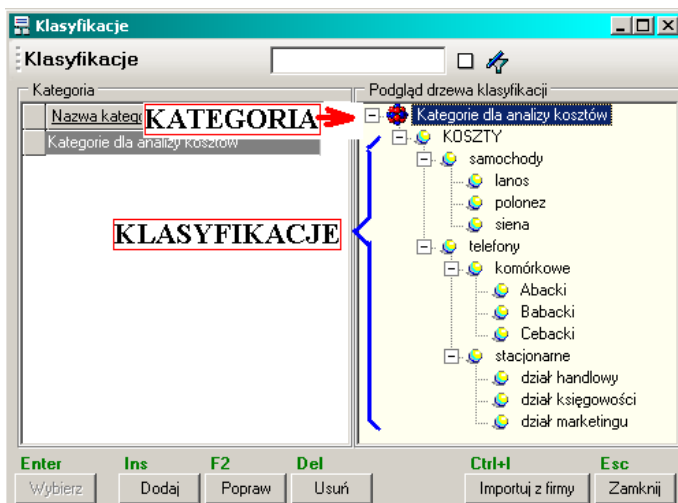 Klasyfikacje
Klasyfikacje
Kategoria
Podgląd drzewa klasyfikacji
Nazwa katego
KATEGORIA
Kategorie dla analizy kosztów
Kategorie dla analizy kosztów
KLASYFIKACJE
KOSZTY
samochody
lanos
polonez
siena
telefony
komórkowe
Abacki
Babacki
Cebacki
stacjonarne
dział handlowy
dział księgowości
dział marketingu
Enter Ins F2 Del Ctrl+I Esc
Wybierz Dodaj Popraw Usuń Importuj z firmy Zamknij